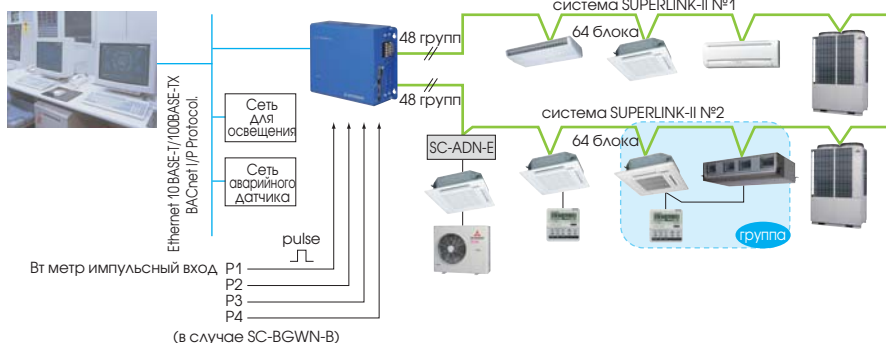 система SUPERLINK-II №1
48 групп
64 блока
48 групп
система SUPERLINK-II №2
64 блока
SC-ADN-E
группа
Ethernet 10 BASE-T/100BASE-TX
BACnet I/P Protocol.
Сеть
для
освещения
Сеть
аварийного
датчика
pulse
Вт метр импульсный вход P1
P2
P3
P4
(в случае SC-BGWN-B)